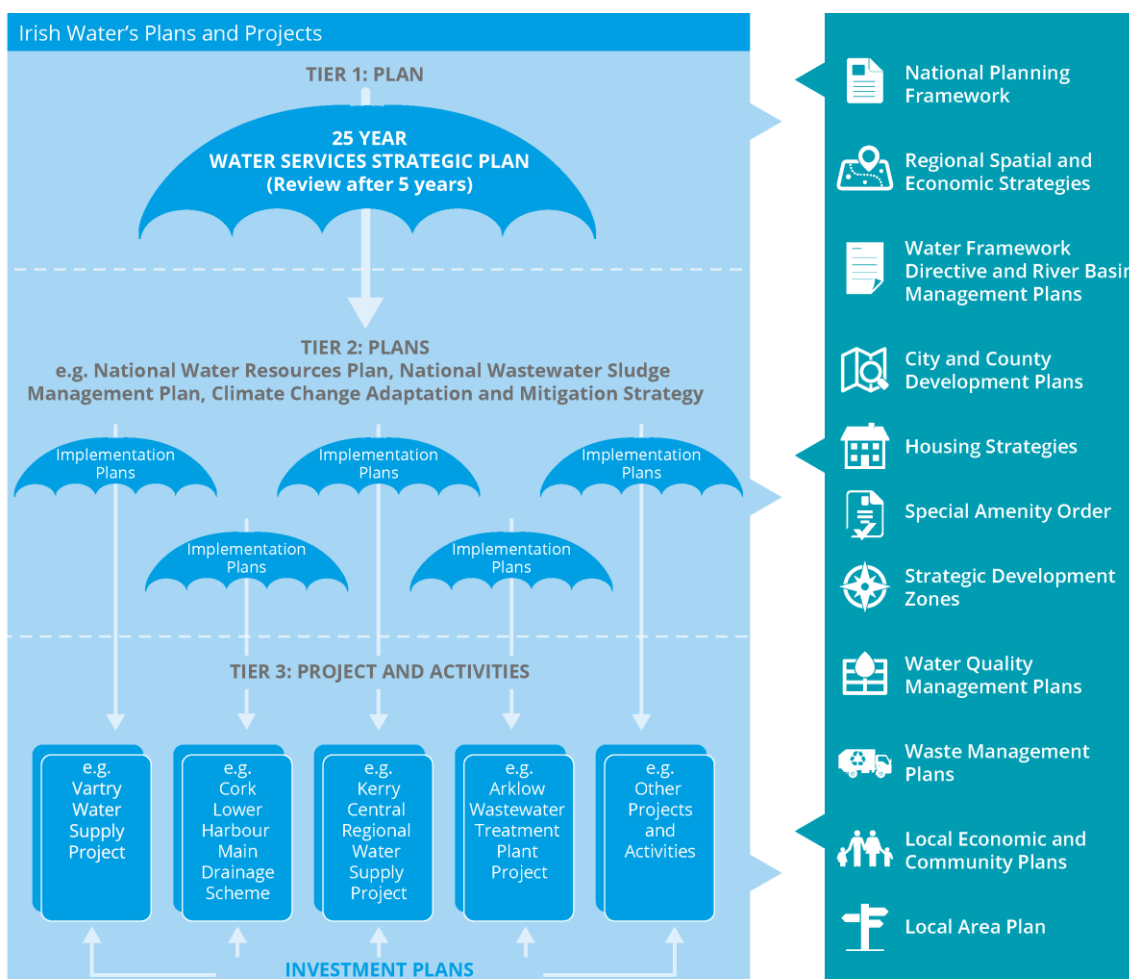 Irish Water's Plans and Projects
TIER 1: PLAN
25 YEAR
WATER SERVICES STRATEGIC PLAN
(Review after 5 years)
TIER 2: PLANS
e.g. National Water Resources Plan, National Wastewater Sludge
Management Plan, Climate Change Adaptation and Mitigation Strategy
Implementation
Plans
Implementation
Plans
Implementation
Plans
Implementation
Plans
Implementation
Plans
TIER 3: PROJECT AND ACTIVITIES
e.g.
Vartry
Water
Supply
Project
e.g.
Cork
Lower
Harbour
Main
Drainage
Scheme
e.g.
Kerry
Central
Regional
Water
Supply
Project
e.g.
Arklow
Wastewater
Treatment
Plant
Project
e.g.
Other
Projects
and
Activities
INVESTMENT PLANS
National Planning
Framework
Regional Spatial and
Economic Strategies
Water Framework
Directive and River Basin
Management Plans
City and County
Development Plans
Housing Strategies
Special Amenity Order
Strategic Development
Zones
Water Quality
Management Plans
Waste Management
Plans
Local Economic and
Community Plans
Local Area Plan